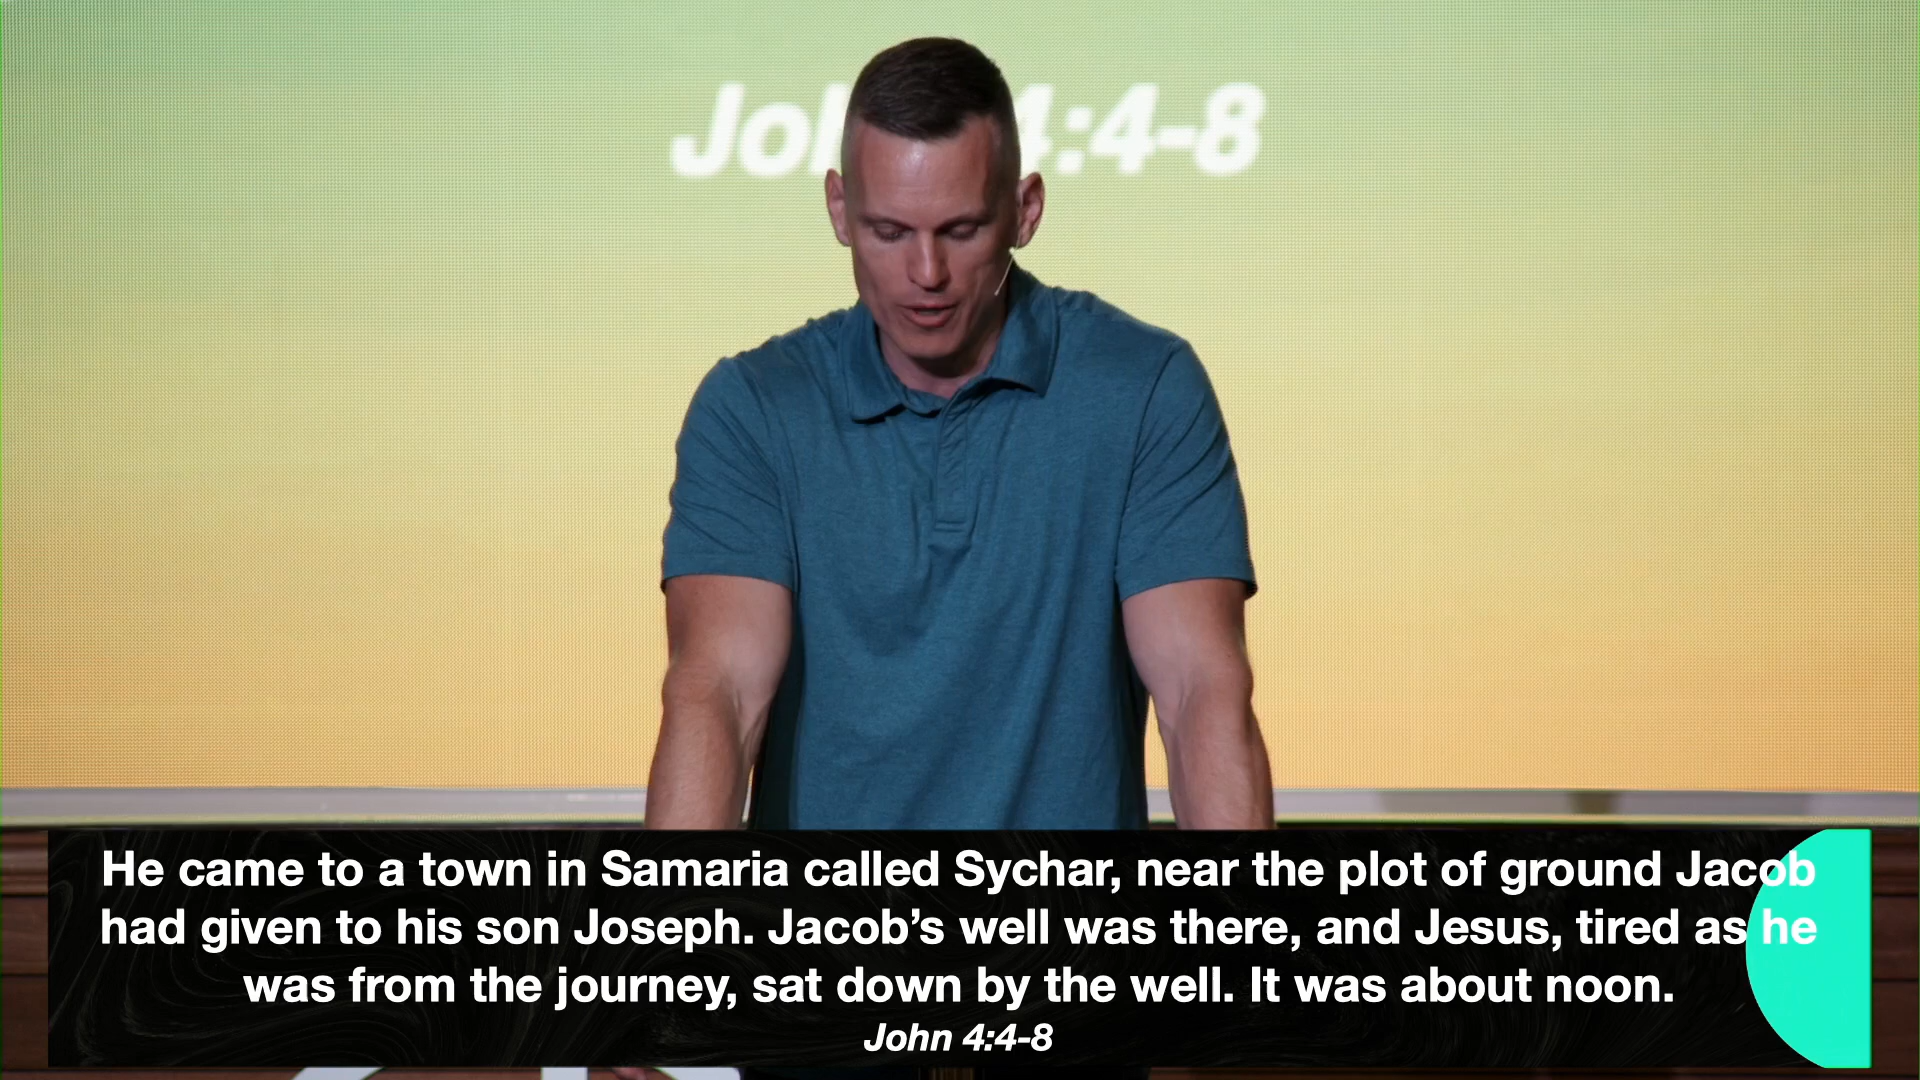 John 4:4-8
He came to a town in Samaria called Sychar, near the plot of ground Jacob
had given to his son Joseph. Jacob’s well was there, and Jesus, tired as he
was from the journey, sat down by the well. It was about noon.
John 4:4-8